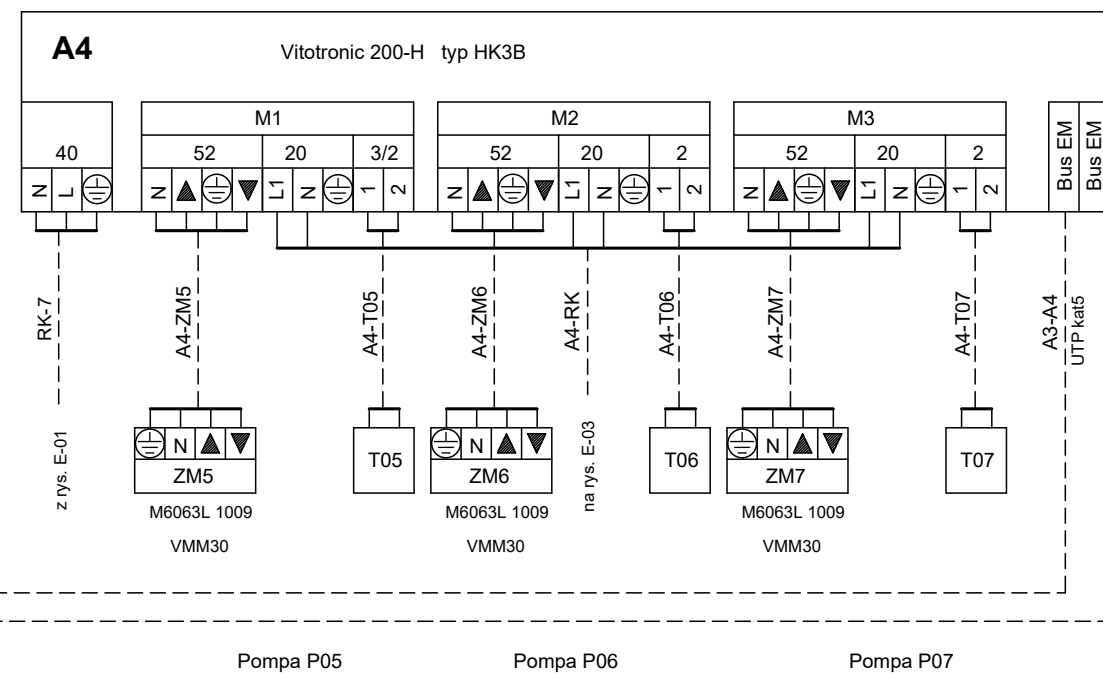 A4 Vitotronic 200-H typ HK3B
M1 M2 M3
40 52 20 3/2 52 20 2 52 20 2
N L N L1 N 1 2 N L1 N 1 2 N L1 N 1 2
Bus EM
Bus EM
RK-7
A4-ZM5
A4-T05
A4-ZM6
A4-RK
A4-T06
A4-ZM7
A4-T07
A3-A4
UTP kat5
z rys. E-01
na rys. E-03
N N N
ZM5 T05 ZM6 T06 ZM7 T07
M6063L 1009 M6063L 1009 M6063L 1009
VMM30 VMM30 VMM30
Pompa P05 Pompa P06 Pompa P07